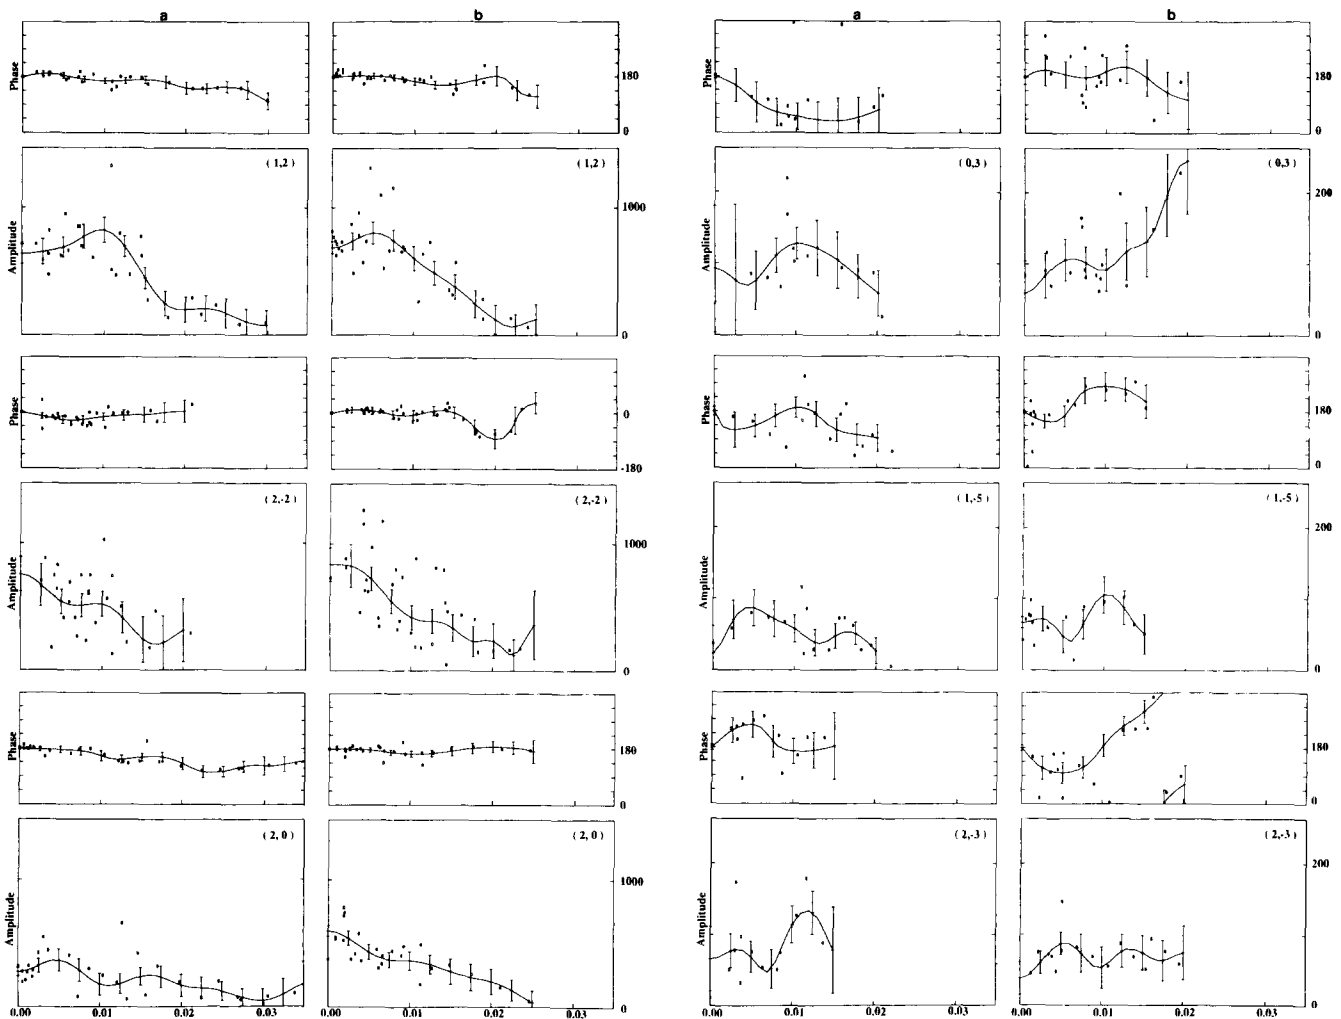 a b a b
Phase 180 Phase 180
0 0
(1,2) (1,2) (0,3) (0,3)
1000 200
Amplitude Amplitude
0 0
Phase 0 Phase 180
-180 0
(2,-2) (2,-2) (1,-5) (1,-5)
1000 200
Amplitude Amplitude
0 0
Phase 180 Phase 180
0 0
(2,0) (2,0) (2,-3) (2,-3)
1000 200
Amplitude Amplitude
0 0
0.00 0.01 0.02 0.03 0.00 0.01 0.02 0.03 0.00 0.01 0.02 0.03 0.00 0.01 0.02 0.03